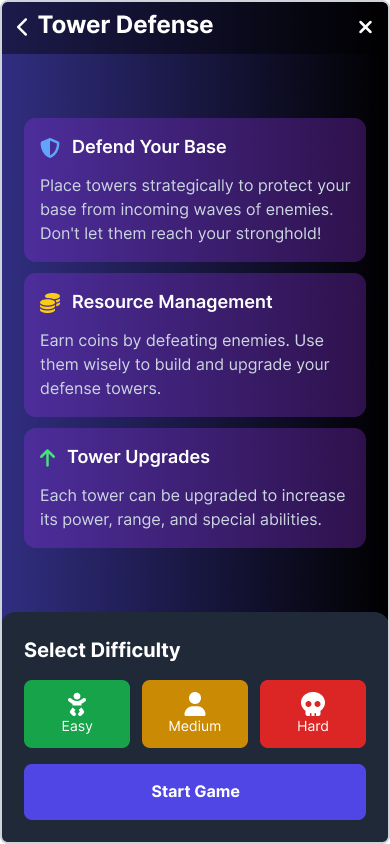 Tower Defense
Defend Your Base
Place towers strategically to protect your
base from incoming waves of enemies.
Don't let them reach your stronghold!
Resource Management
Earn coins by defeating enemies. Use
them wisely to build and upgrade your
defense towers.
Tower Upgrades
Each tower can be upgraded to increase
its power, range, and special abilities.
Select Difficulty
Easy
Medium
Hard
Start Game